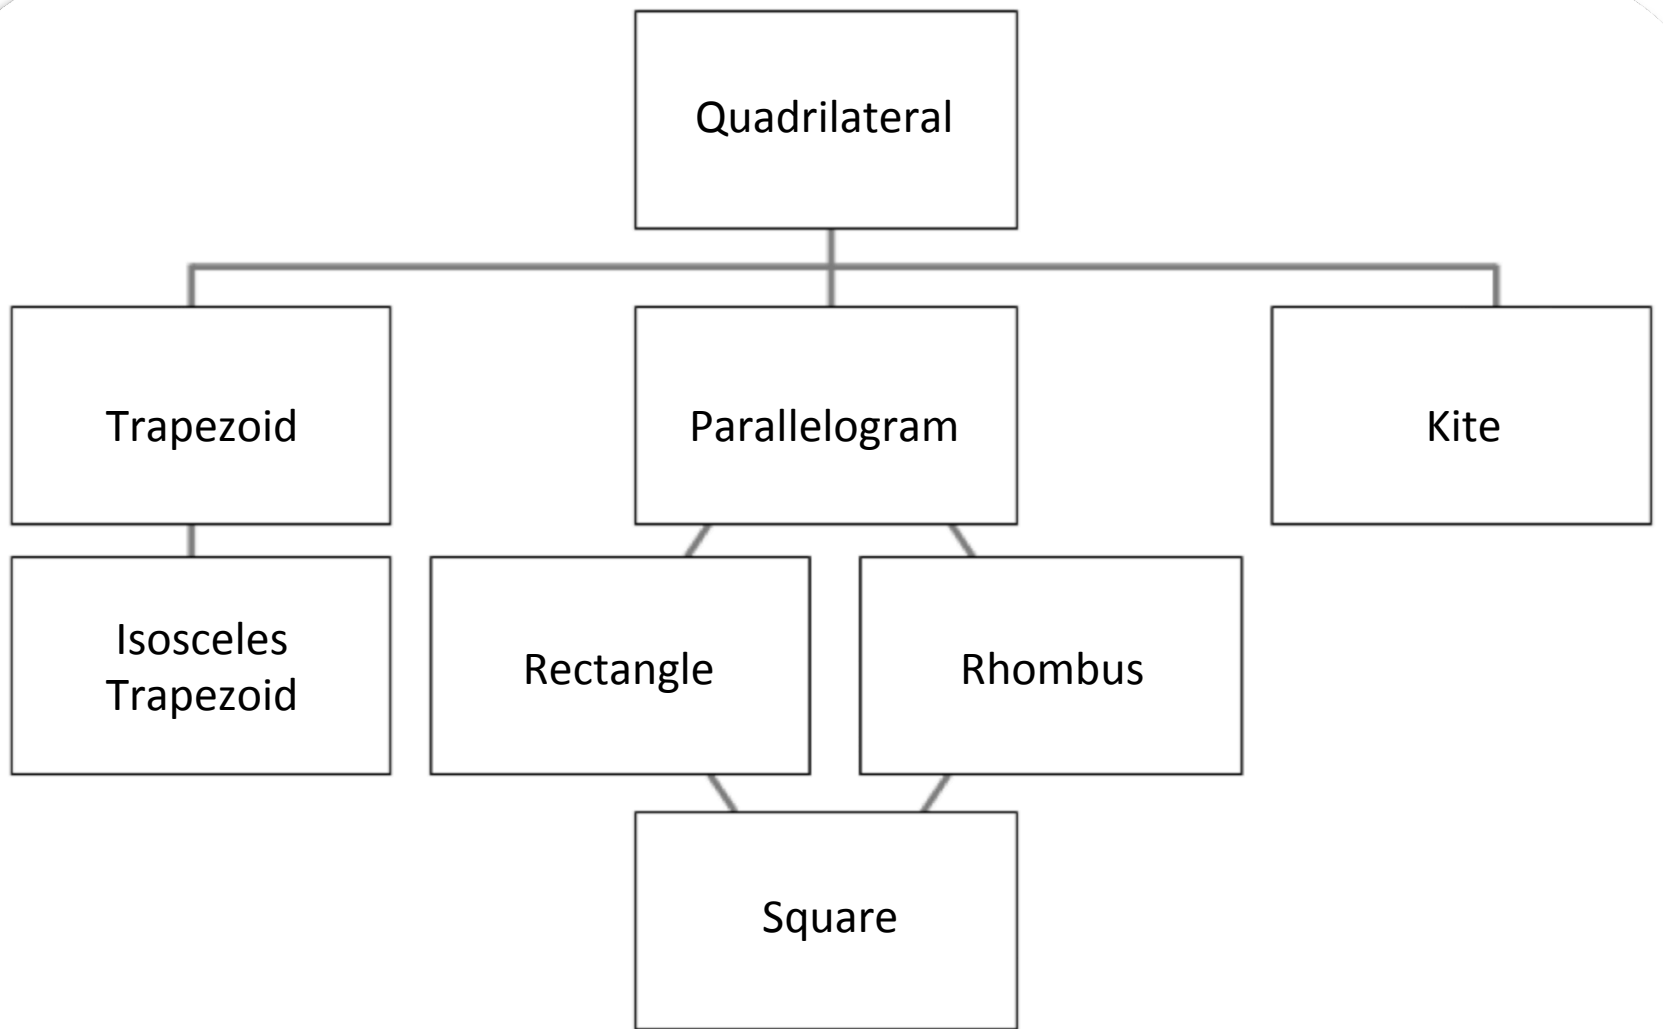 Quadrilateral
Trapezoid
Parallelogram
Kite
Isosceles
Trapezoid
Rectangle
Rhombus
Square